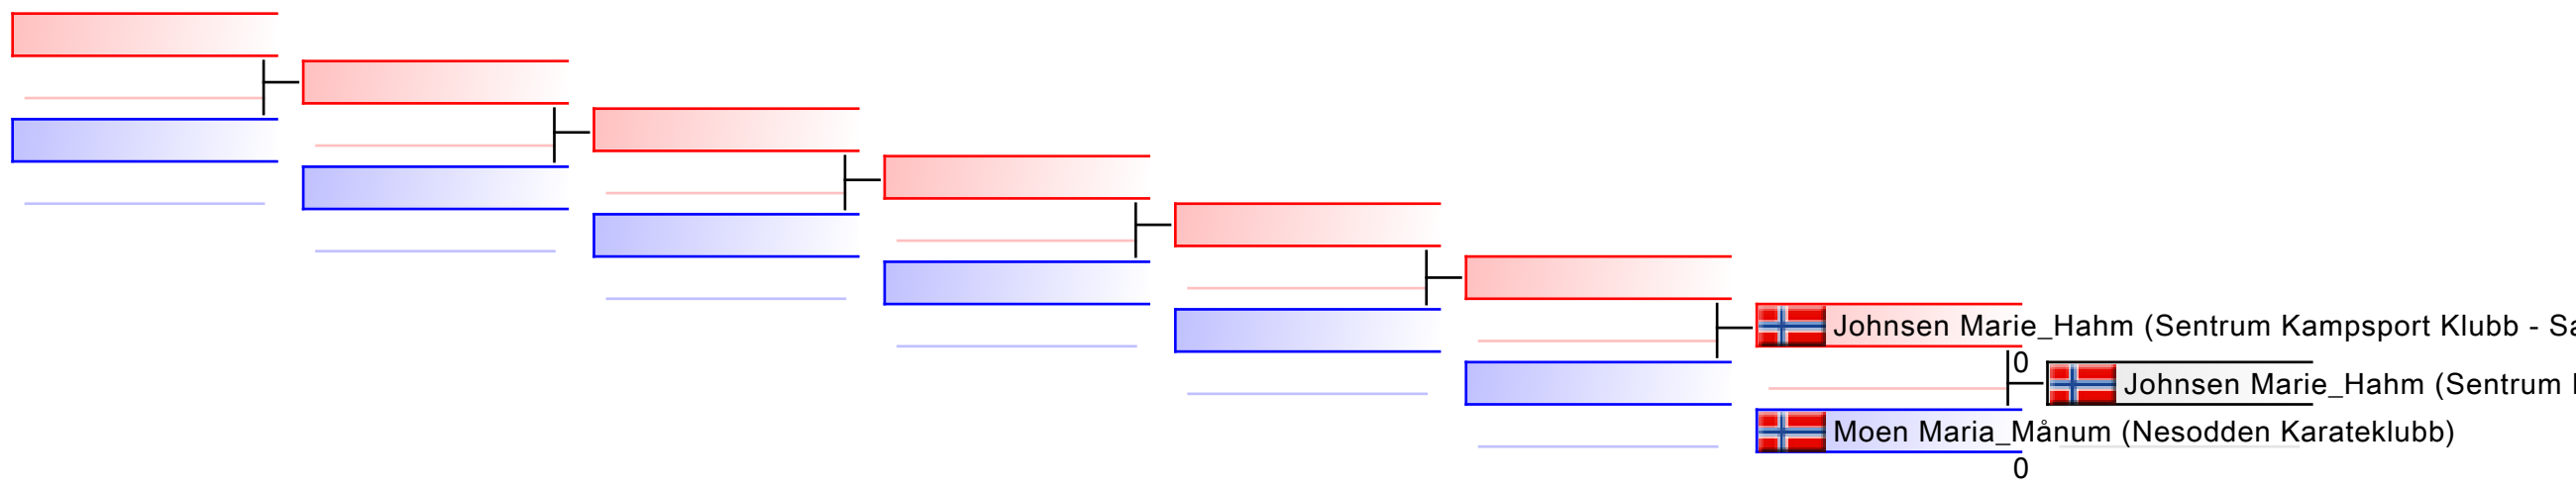 Johnsen Marie_Hahm (Sentrum Kampsport Klubb - Sa
0
Johnsen Marie_Hahm (Sentrum
Moen Maria_Månum (Nesodden Karateklubb)
0